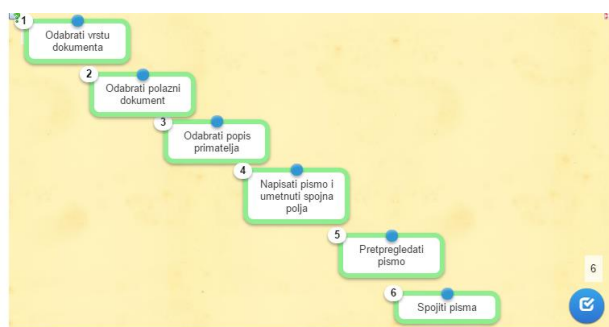 1
Odabrati vrstu
dokumenta
2
Odabrati polazni
dokument
3
Odabrati popis
primatelja
4
Napisati pismo i
umetnuti spojna
polja
5
Pretpregledati
pismo
6
6
Spojiti pisma